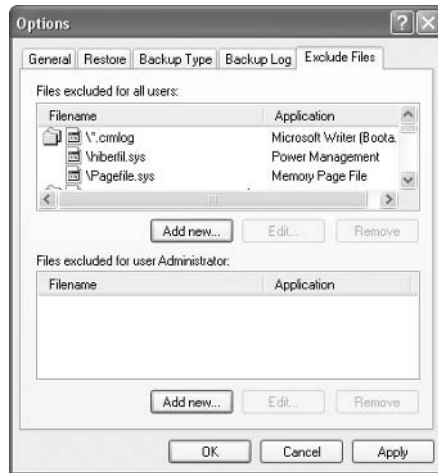 Options
General Restore Backup Type Backup Log Exclude Files
Files excluded for all users:
Filename Application
\*.crmlog Microsoft Writer (Boota.
\hiberfil.sys Power Management
\Pagefile.sys Memory Page File
Add new... Edit... Remove
Files excluded for user Administrator:
Filename Application
Add new... Edit... Remove
OK Cancel Apply